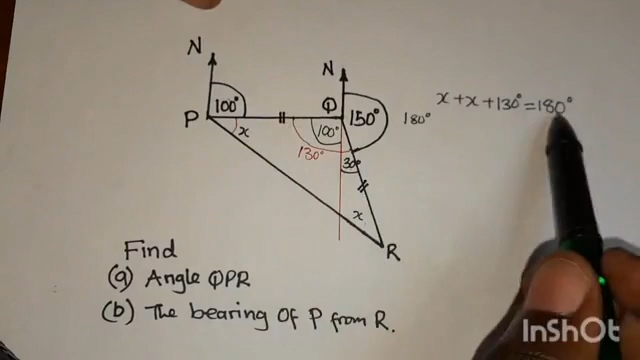 N
N
100°
Q
150°
180°
x + x + 130° = 180°
P
x
100°
130°
30°
x
R
Find
(a) Angle QPR
(b) The bearing Of P from R.
InShOt